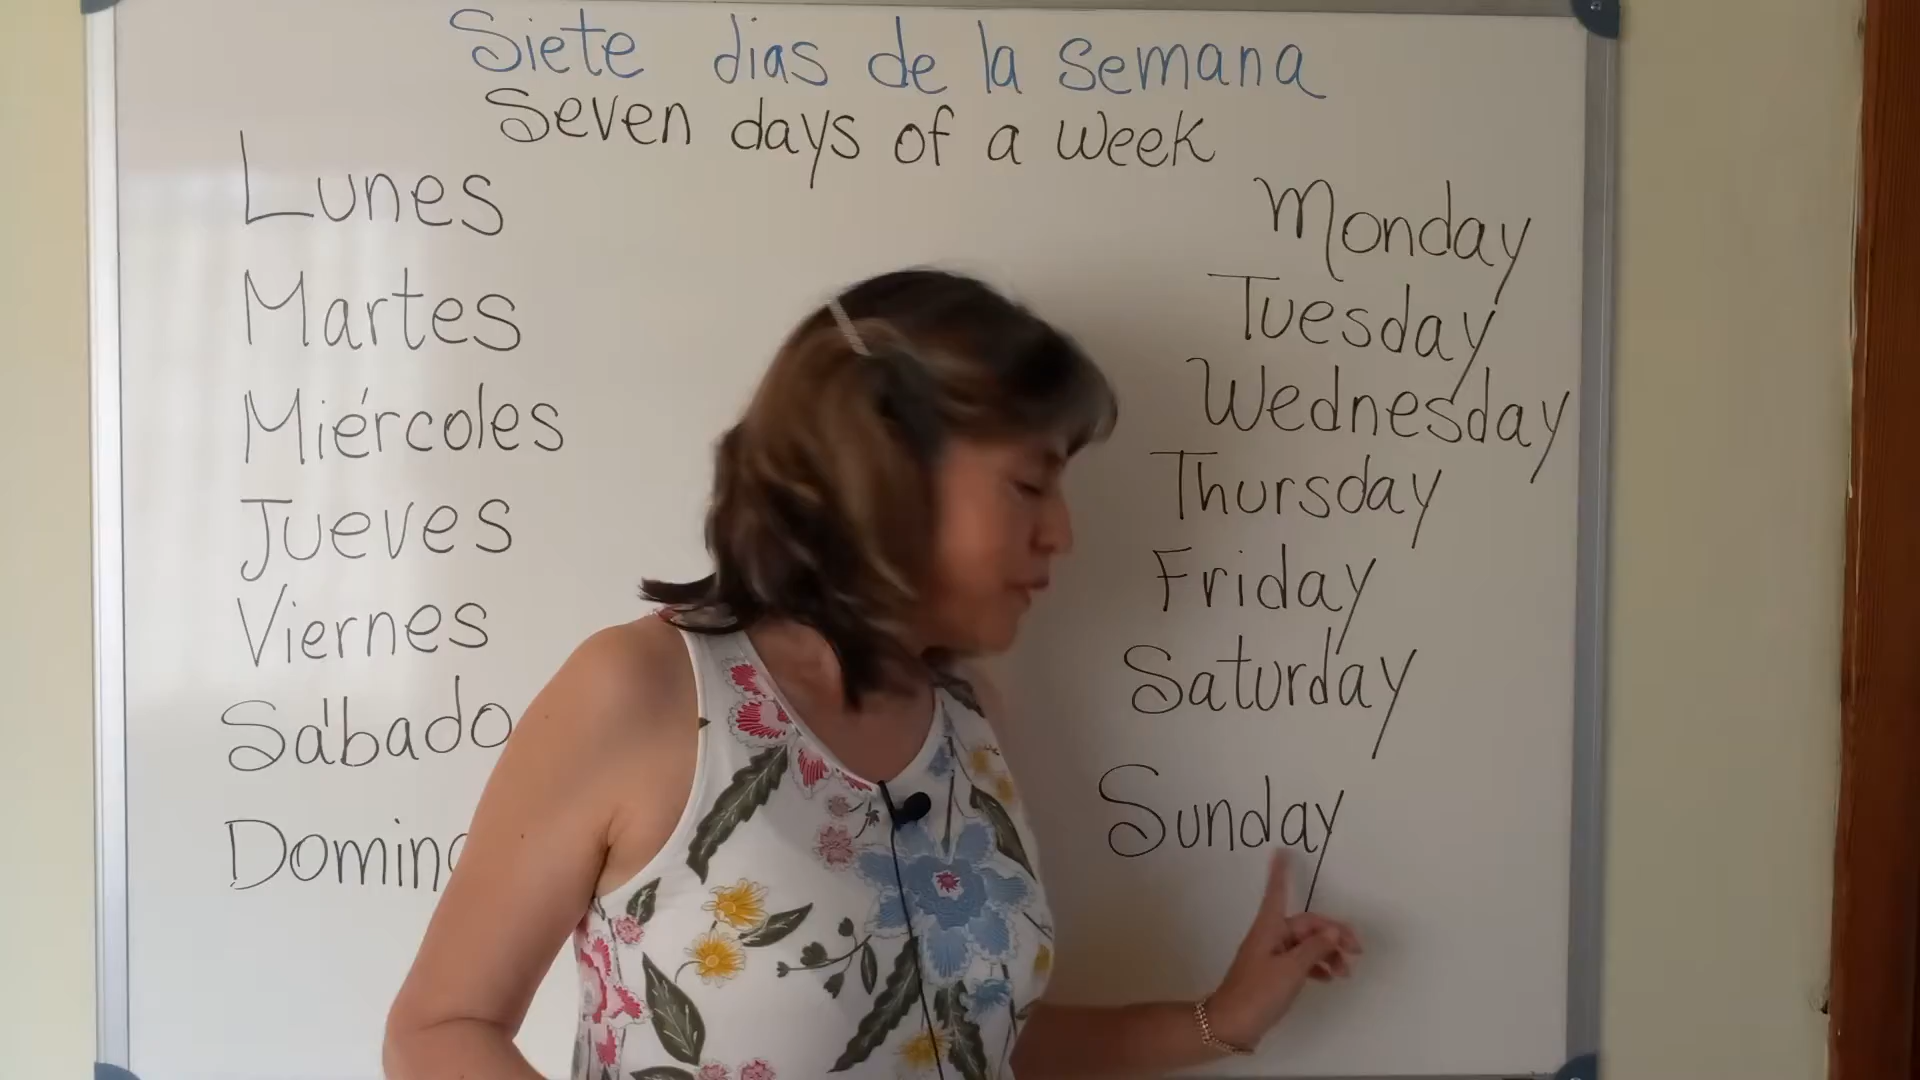 Siete dias de la semana
Seven days of a week
Lunes
Martes
Miércoles
Jueves
Viernes
Sábado
Monday
Tuesday
Wednesday
Thursday
Friday
Saturday
Sunday